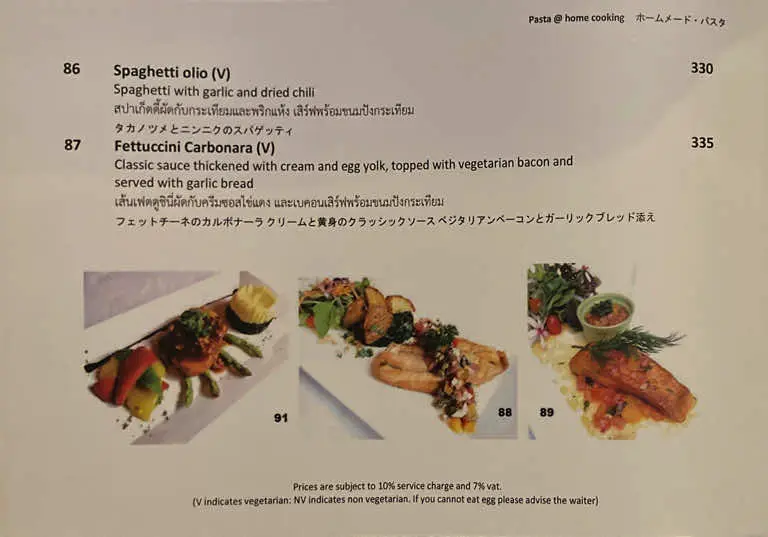 Pasta @ home cooking ホームメード・パスタ
86 Spaghetti olio (V) 330
Spaghetti with garlic and dried chili
สปาเก็ตตี้ผัดกับกระเทียมและพริกแห้ง เสิร์ฟพร้อมขนมปังกระเทียม
タカノツメとニンニクのスパゲッティ
87 Fettuccini Carbonara (V) 335
Classic sauce thickened with cream and egg yolk, topped with vegetarian bacon and
served with garlic bread
เส้นเฟตตูชินี่ผัดกับครีมซอสไข่แดง และเบคอนเสิร์ฟพร้อมขนมปังกระเทียม
フェットチーネのカルボナーラ クリームと黄身のクラッシックソース ベジタリアンベーコンとガーリックブレッド添え
91
88
89
Prices are subject to 10% service charge and 7% vat.
(V indicates vegetarian: NV indicates non vegetarian. If you cannot eat egg please advise the waiter)